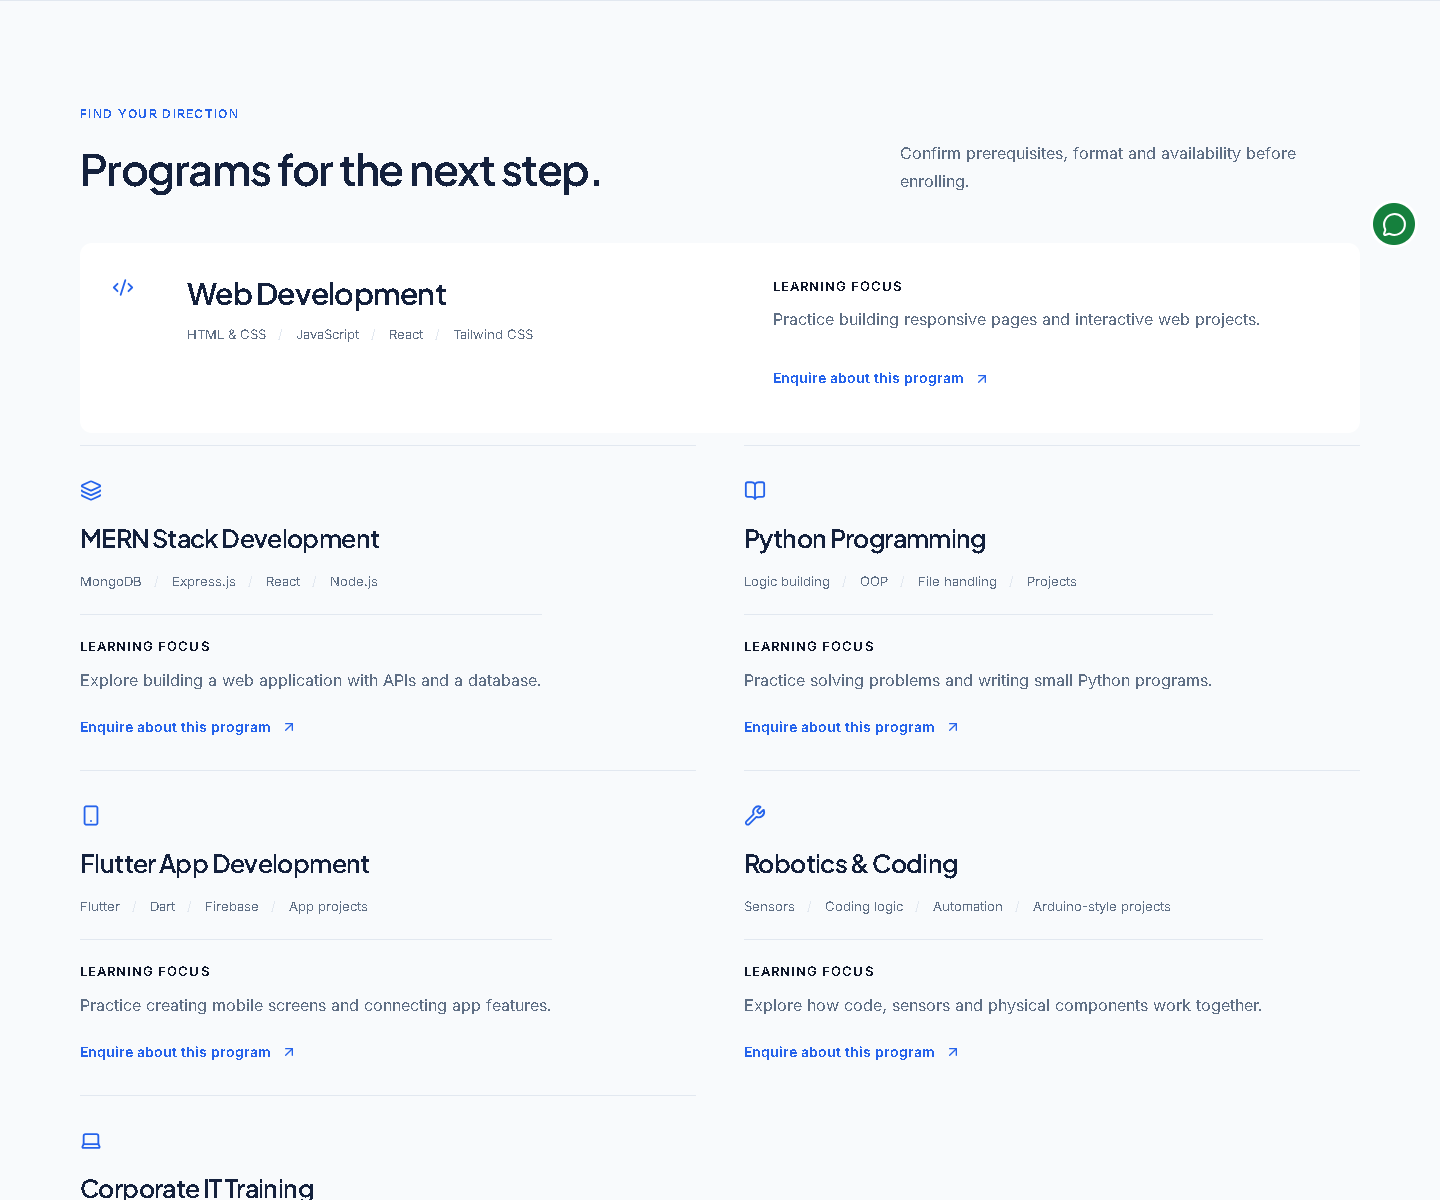 FIND YOUR DIRECTION
Programs for the next step.
Confirm prerequisites, format and availability before
enrolling.
Web Development
HTML & CSS / JavaScript / React / Tailwind CSS
LEARNING FOCUS
Practice building responsive pages and interactive web projects.
Enquire about this program
MERN Stack Development
MongoDB / Express.js / React / Node.js
LEARNING FOCUS
Explore building a web application with APIs and a database.
Enquire about this program
Python Programming
Logic building / OOP / File handling / Projects
LEARNING FOCUS
Practice solving problems and writing small Python programs.
Enquire about this program
Flutter App Development
Flutter / Dart / Firebase / App projects
LEARNING FOCUS
Practice creating mobile screens and connecting app features.
Enquire about this program
Robotics & Coding
Sensors / Coding logic / Automation / Arduino-style projects
LEARNING FOCUS
Explore how code, sensors and physical components work together.
Enquire about this program
Corporate IT Training